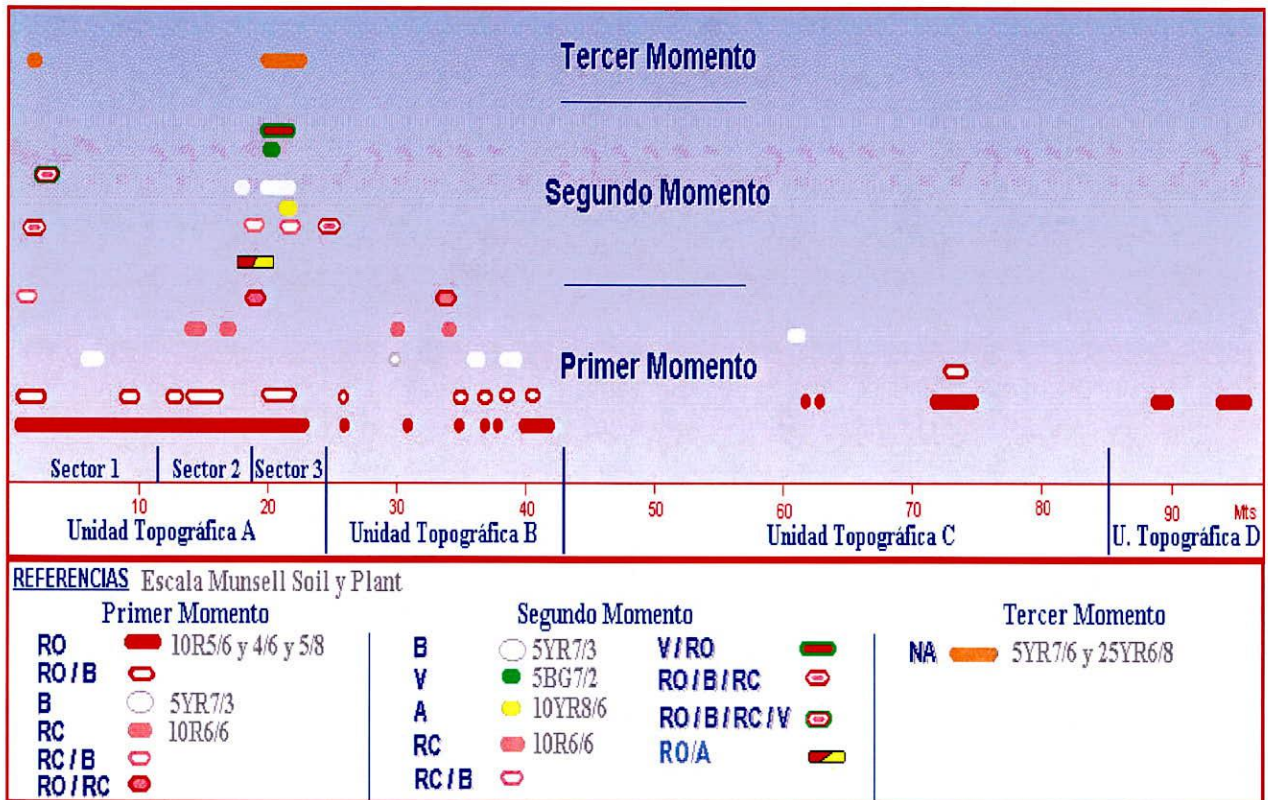 Tercer Momento
Segundo Momento
Primer Momento
Sector 1 Sector 2 Sector 3
10 20 30 40 50 60 70 80 90 Mts
Unidad Topográfica A Unidad Topográfica B Unidad Topográfica C U. Topográfica D
REFERENCIAS Escala Munsell Soil y Plant
Primer Momento
RO 10R5/6 y 4/6 y 5/8
RO/B
B 5YR7/3
RC 10R6/6
RC/B
RO/RC
Segundo Momento
B 5YR7/3
V 5BG7/2
A 10YR8/6
RC 10R6/6
RC/B
V/RO
RO/B/RC
RO/B/RC/V
RO/A
Tercer Momento
NA 5YR7/6 y 25YR6/8